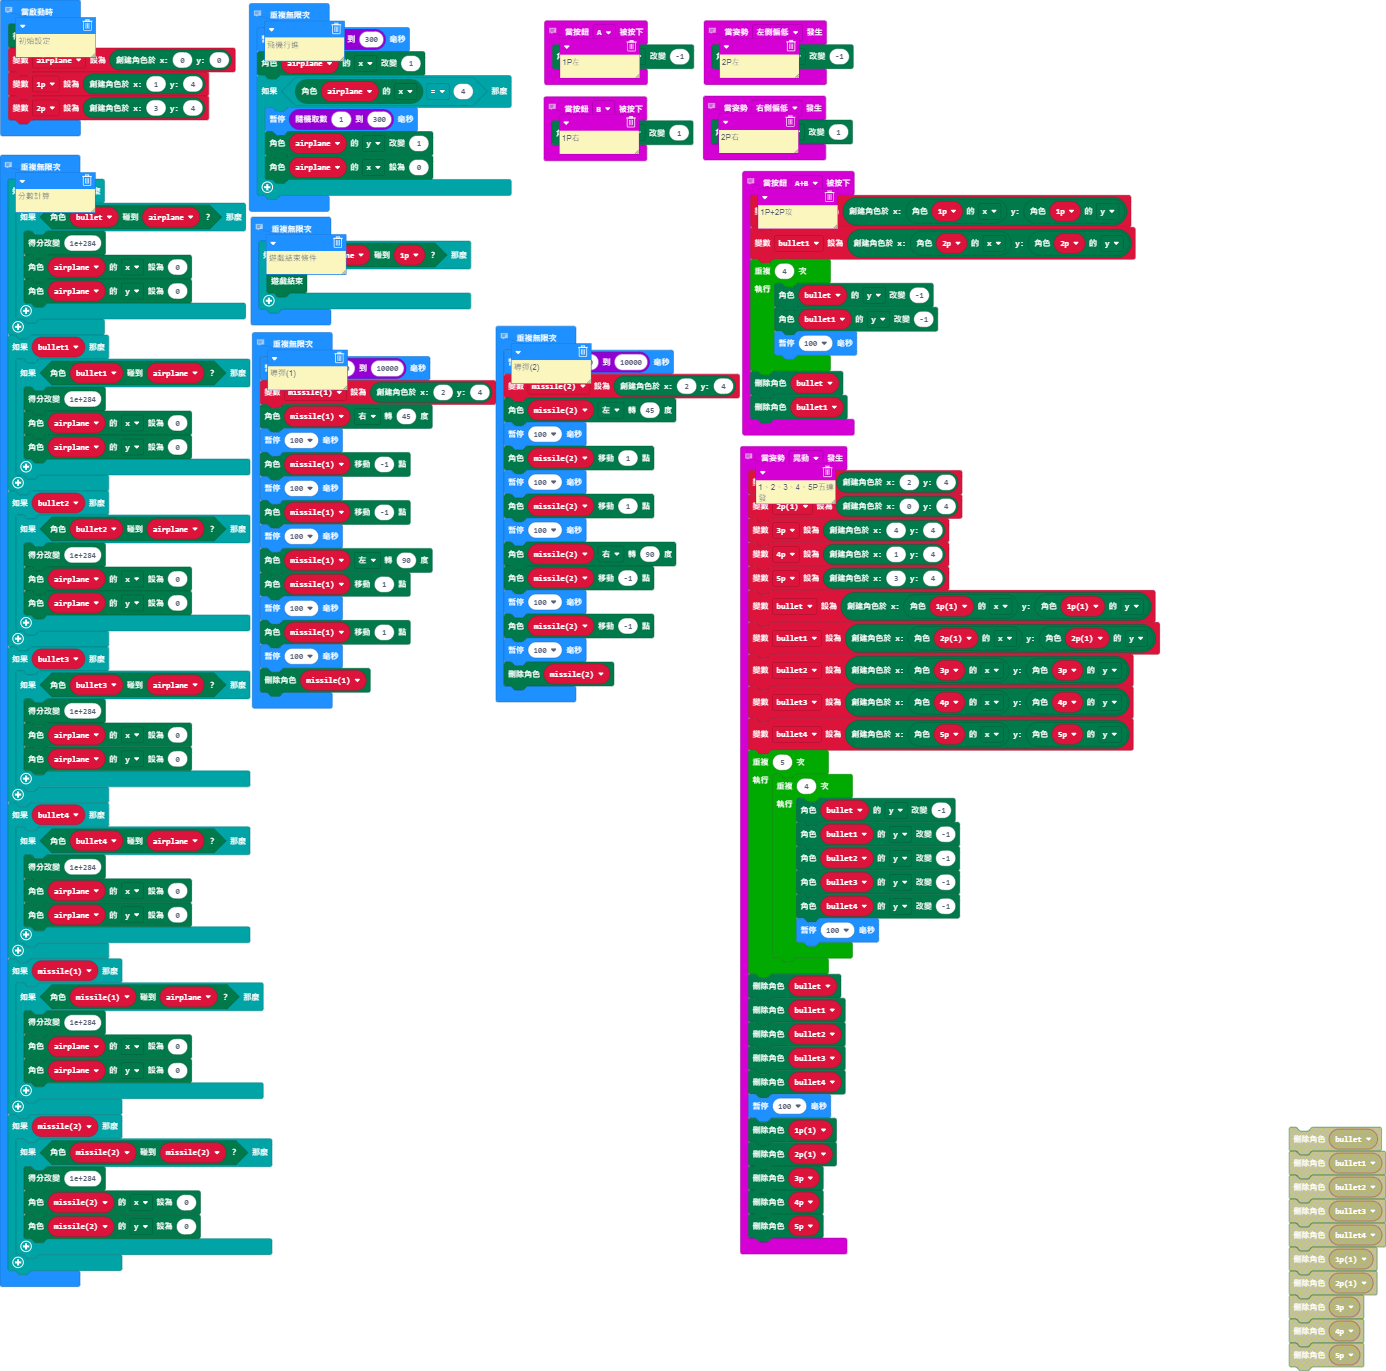 當啟動時
初始設定
變數 airplane 設為 創建角色於 x: 0 y: 0
變數 1p 設為 創建角色於 x: 1 y: 4
變數 2p 設為 創建角色於 x: 3 y: 4
重複無限次
分數計算
如果 角色 bullet 碰到 airplane ? 那麼
得分改變 1e+284
角色 airplane 的 x 設為 0
角色 airplane 的 y 設為 0
如果 bullet1 那麼
如果 角色 bullet1 碰到 airplane ? 那麼
得分改變 1e+284
角色 airplane 的 x 設為 0
角色 airplane 的 y 設為 0
如果 bullet2 那麼
如果 角色 bullet2 碰到 airplane ? 那麼
得分改變 1e+284
角色 airplane 的 x 設為 0
角色 airplane 的 y 設為 0
如果 bullet3 那麼
如果 角色 bullet3 碰到 airplane ? 那麼
得分改變 1e+284
角色 airplane 的 x 設為 0
角色 airplane 的 y 設為 0
如果 bullet4 那麼
如果 角色 bullet4 碰到 airplane ? 那麼
得分改變 1e+284
角色 airplane 的 x 設為 0
角色 airplane 的 y 設為 0
如果 missile(1) 那麼
如果 角色 missile(1) 碰到 airplane ? 那麼
得分改變 1e+284
角色 airplane 的 x 設為 0
角色 airplane 的 y 設為 0
如果 missile(2) 那麼
如果 角色 missile(2) 碰到 missile(2) ? 那麼
得分改變 1e+284
角色 missile(2) 的 x 設為 0
角色 missile(2) 的 y 設為 0
重複無限次
到 300 毫秒
飛機行進
角色 airplane 的 x 改變 1
如果 角色 airplane 的 x = 4 那麼
暫停 隨機取數 1 到 300 毫秒
角色 airplane 的 y 改變 1
角色 airplane 的 x 設為 0
重複無限次
碰到 1p ? 那麼
遊戲結束條件
遊戲結束
重複無限次
到 10000 毫秒
導彈(1)
變數 missile(1) 設為 創建角色於 x: 2 y: 4
角色 missile(1) 右 轉 45 度
暫停 100 毫秒
角色 missile(1) 移動 -1 點
暫停 100 毫秒
角色 missile(1) 移動 -1 點
暫停 100 毫秒
角色 missile(1) 左 轉 90 度
角色 missile(1) 移動 1 點
暫停 100 毫秒
角色 missile(1) 移動 1 點
暫停 100 毫秒
刪除角色 missile(1)
重複無限次
到 10000 毫秒
導彈(2)
變數 missile(2) 設為 創建角色於 x: 2 y: 4
角色 missile(2) 左 轉 45 度
暫停 100 毫秒
角色 missile(2) 移動 1 點
暫停 100 毫秒
角色 missile(2) 移動 1 點
暫停 100 毫秒
角色 missile(2) 右 轉 90 度
角色 missile(2) 移動 -1 點
暫停 100 毫秒
角色 missile(2) 移動 -1 點
暫停 100 毫秒
刪除角色 missile(2)
當按鈕 A 被按下
改變 -1
1P左
當按鈕 B 被按下
改變 1
1P右
當姿勢 左側偏低 發生
改變 -1
2P左
當姿勢 右側偏低 發生
改變 1
2P右
當按鈕 A+B 被按下
1P+2P攻
創建角色於 x: 角色 1p 的 x y: 角色 1p 的 y
變數 bullet1 設為 創建角色於 x: 角色 2p 的 x y: 角色 2p 的 y
重複 4 次
執行 角色 bullet 的 y 改變 -1
角色 bullet1 的 y 改變 -1
暫停 100 毫秒
刪除角色 bullet
刪除角色 bullet1
當姿勢 晃動 發生
創建角色於 x: 2 y: 4
1、2、3、4、5P五連
發
變數 2p(1) 設為 創建角色於 x: 0 y: 4
變數 3p 設為 創建角色於 x: 4 y: 4
變數 4p 設為 創建角色於 x: 1 y: 4
變數 5p 設為 創建角色於 x: 3 y: 4
變數 bullet 設為 創建角色於 x: 角色 1p(1) 的 x y: 角色 1p(1) 的 y
變數 bullet1 設為 創建角色於 x: 角色 2p(1) 的 x y: 角色 2p(1) 的 y
變數 bullet2 設為 創建角色於 x: 角色 3p 的 x y: 角色 3p 的 y
變數 bullet3 設為 創建角色於 x: 角色 4p 的 x y: 角色 4p 的 y
變數 bullet4 設為 創建角色於 x: 角色 5p 的 x y: 角色 5p 的 y
重複 5 次
執行 重複 4 次
執行 角色 bullet 的 y 改變 -1
角色 bullet1 的 y 改變 -1
角色 bullet2 的 y 改變 -1
角色 bullet3 的 y 改變 -1
角色 bullet4 的 y 改變 -1
暫停 100 毫秒
刪除角色 bullet
刪除角色 bullet1
刪除角色 bullet2
刪除角色 bullet3
刪除角色 bullet4
暫停 100 毫秒
刪除角色 1p(1)
刪除角色 2p(1)
刪除角色 3p
刪除角色 4p
刪除角色 5p
刪除角色 bullet
刪除角色 bullet1
刪除角色 bullet2
刪除角色 bullet3
刪除角色 bullet4
刪除角色 1p(1)
刪除角色 2p(1)
刪除角色 3p
刪除角色 4p
刪除角色 5p